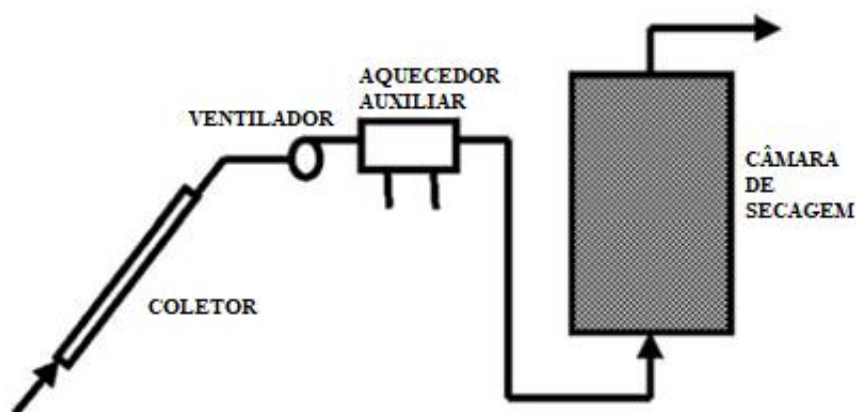 AQUECEDOR
AUXILIAR
VENTILADOR
CÂMARA
DE
SECAGEM
COLETOR